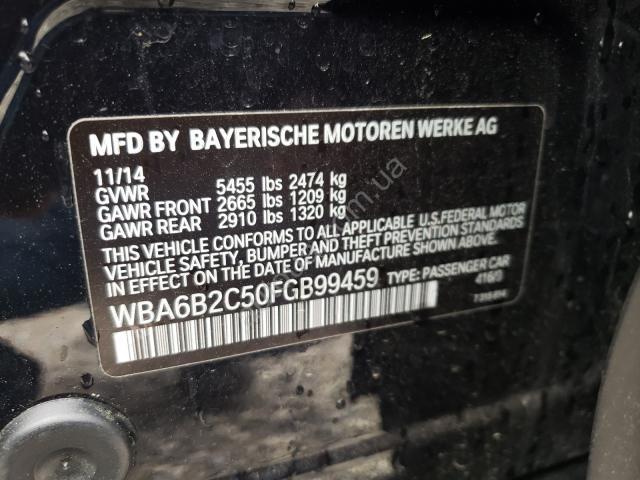 MFD BY BAYERISCHE MOTOREN WERKE AG
11/14
GVWR 5455 lbs 2474 kg
GAWR FRONT 2665 lbs 1209 kg
GAWR REAR 2910 lbs 1320 kg
THIS VEHICLE CONFORMS TO ALL APPLICABLE U.S.FEDERAL MOTOR
VEHICLE SAFETY, BUMPER AND THEFT PREVENTION STANDARDS
IN EFFECT ON THE DATE OF MANUFACTURE SHOWN ABOVE.
WBA6B2C50FGB99459 TYPE: PASSENGER CAR